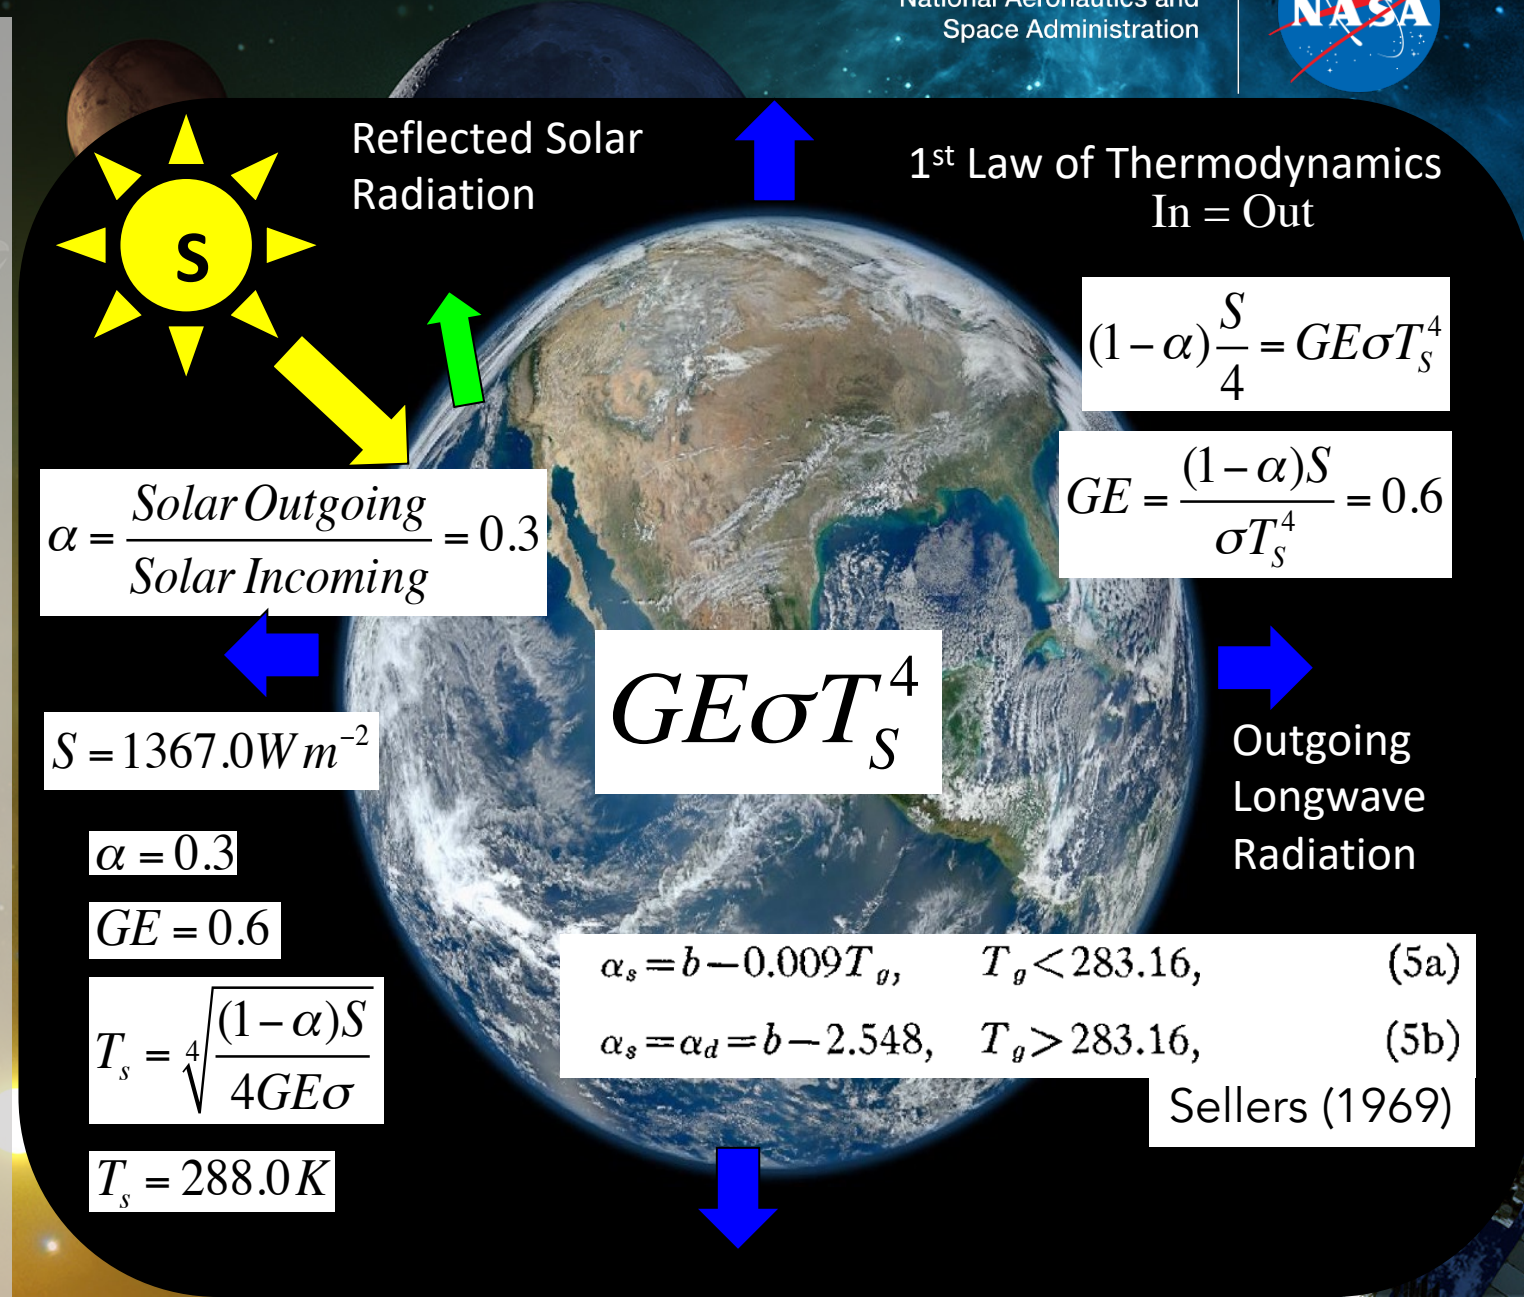 National Aeronautics and
Space Administration
NASA
Reflected Solar
Radiation
1st Law of Thermodynamics
In = Out
S
(1 − α) S/4 = GEσT_S^4
GE = (1 − α)S / σT_S^4 = 0.6
α = Solar Outgoing / Solar Incoming = 0.3
GEσT_S^4
S = 1367.0 W m^−2
Outgoing
Longwave
Radiation
α = 0.3
GE = 0.6
T_s = ∜((1 − α)S / 4GEσ)
T_s = 288.0 K
α_s = b − 0.009T_g, T_g < 283.16, (5a)
α_s = α_d = b − 2.548, T_g > 283.16, (5b)
Sellers (1969)